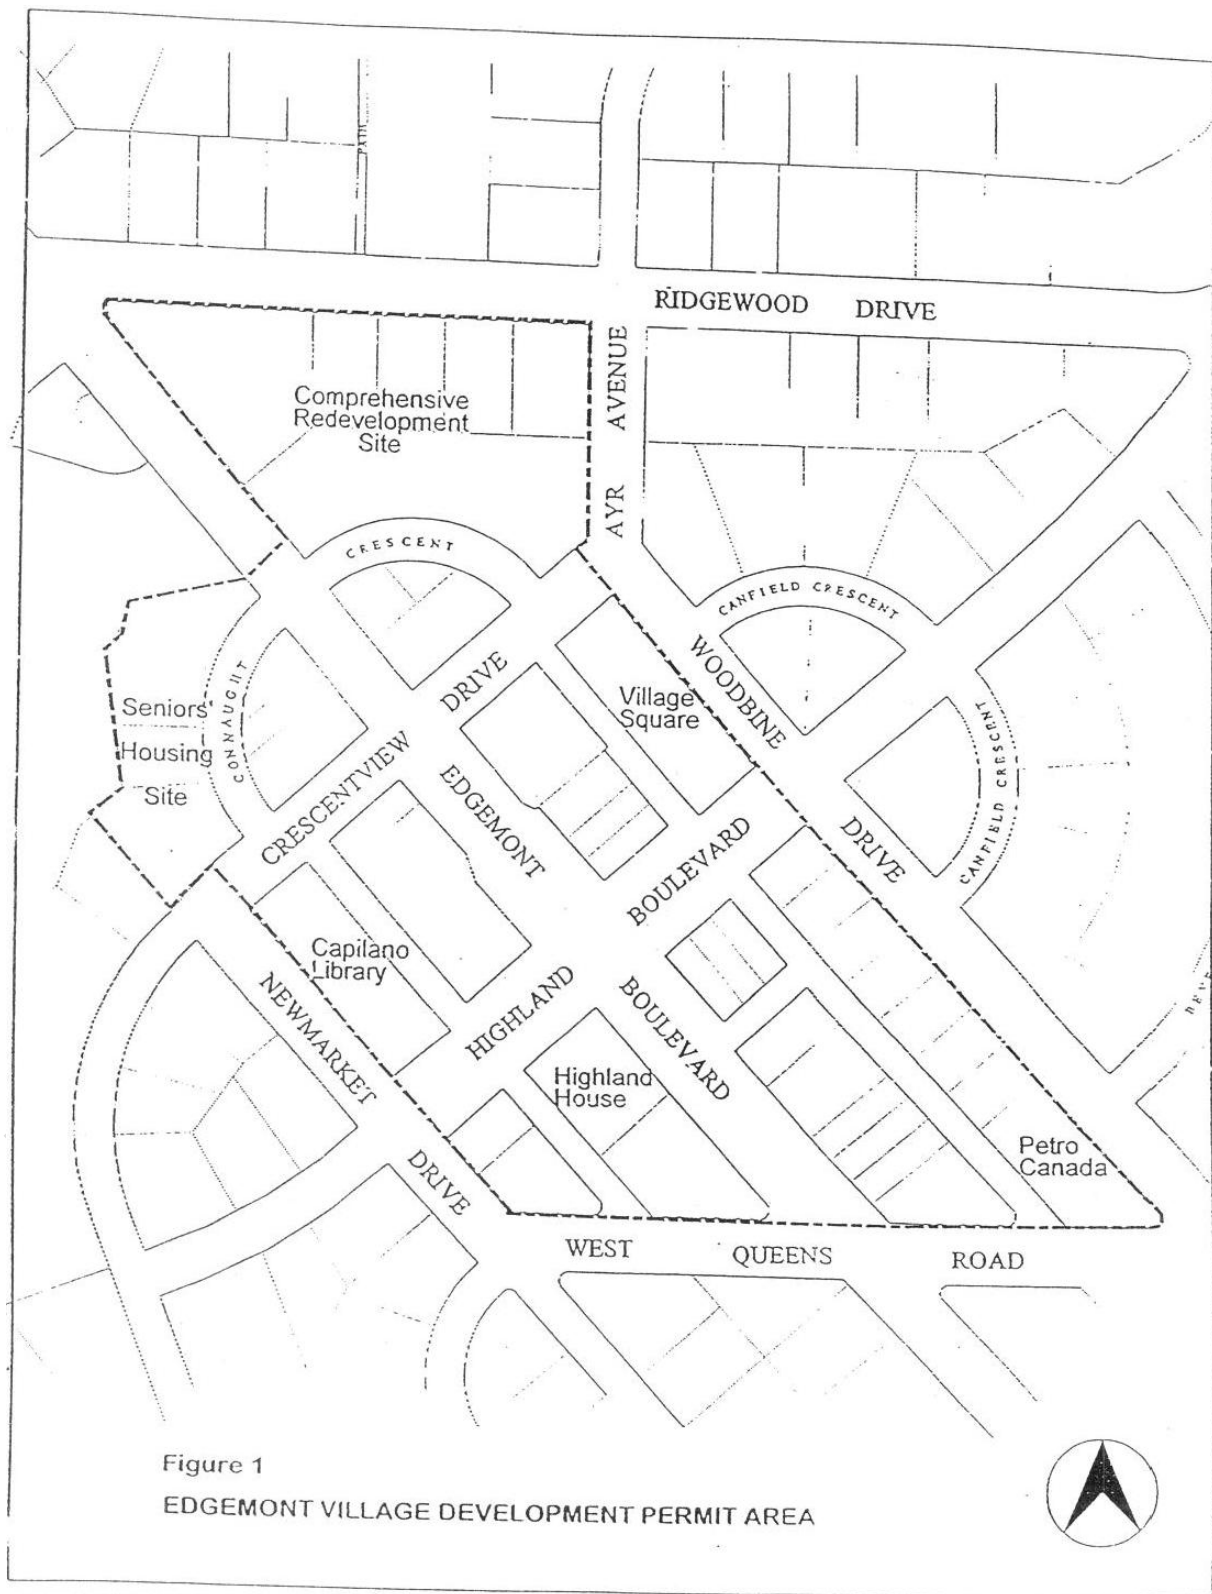 PATH
RIDGEWOOD DRIVE
AYR AVENUE
Comprehensive
Redevelopment
Site
CRESCENT
CANFIELD CRESCENT
WOODBINE
DRIVE
Village
Square
DRIVE
CRESCENTVIEW
CONNAUGHT
Seniors'
Housing
Site
EDGEMONT
BOULEVARD
CANFIELD CRESCENT
DRIVE
BOULEVARD
HIGHLAND
Capilano
Library
NEWMARKET
DRIVE
Highland
House
Petro
Canada
WEST QUEENS ROAD
Figure 1
EDGEMONT VILLAGE DEVELOPMENT PERMIT AREA